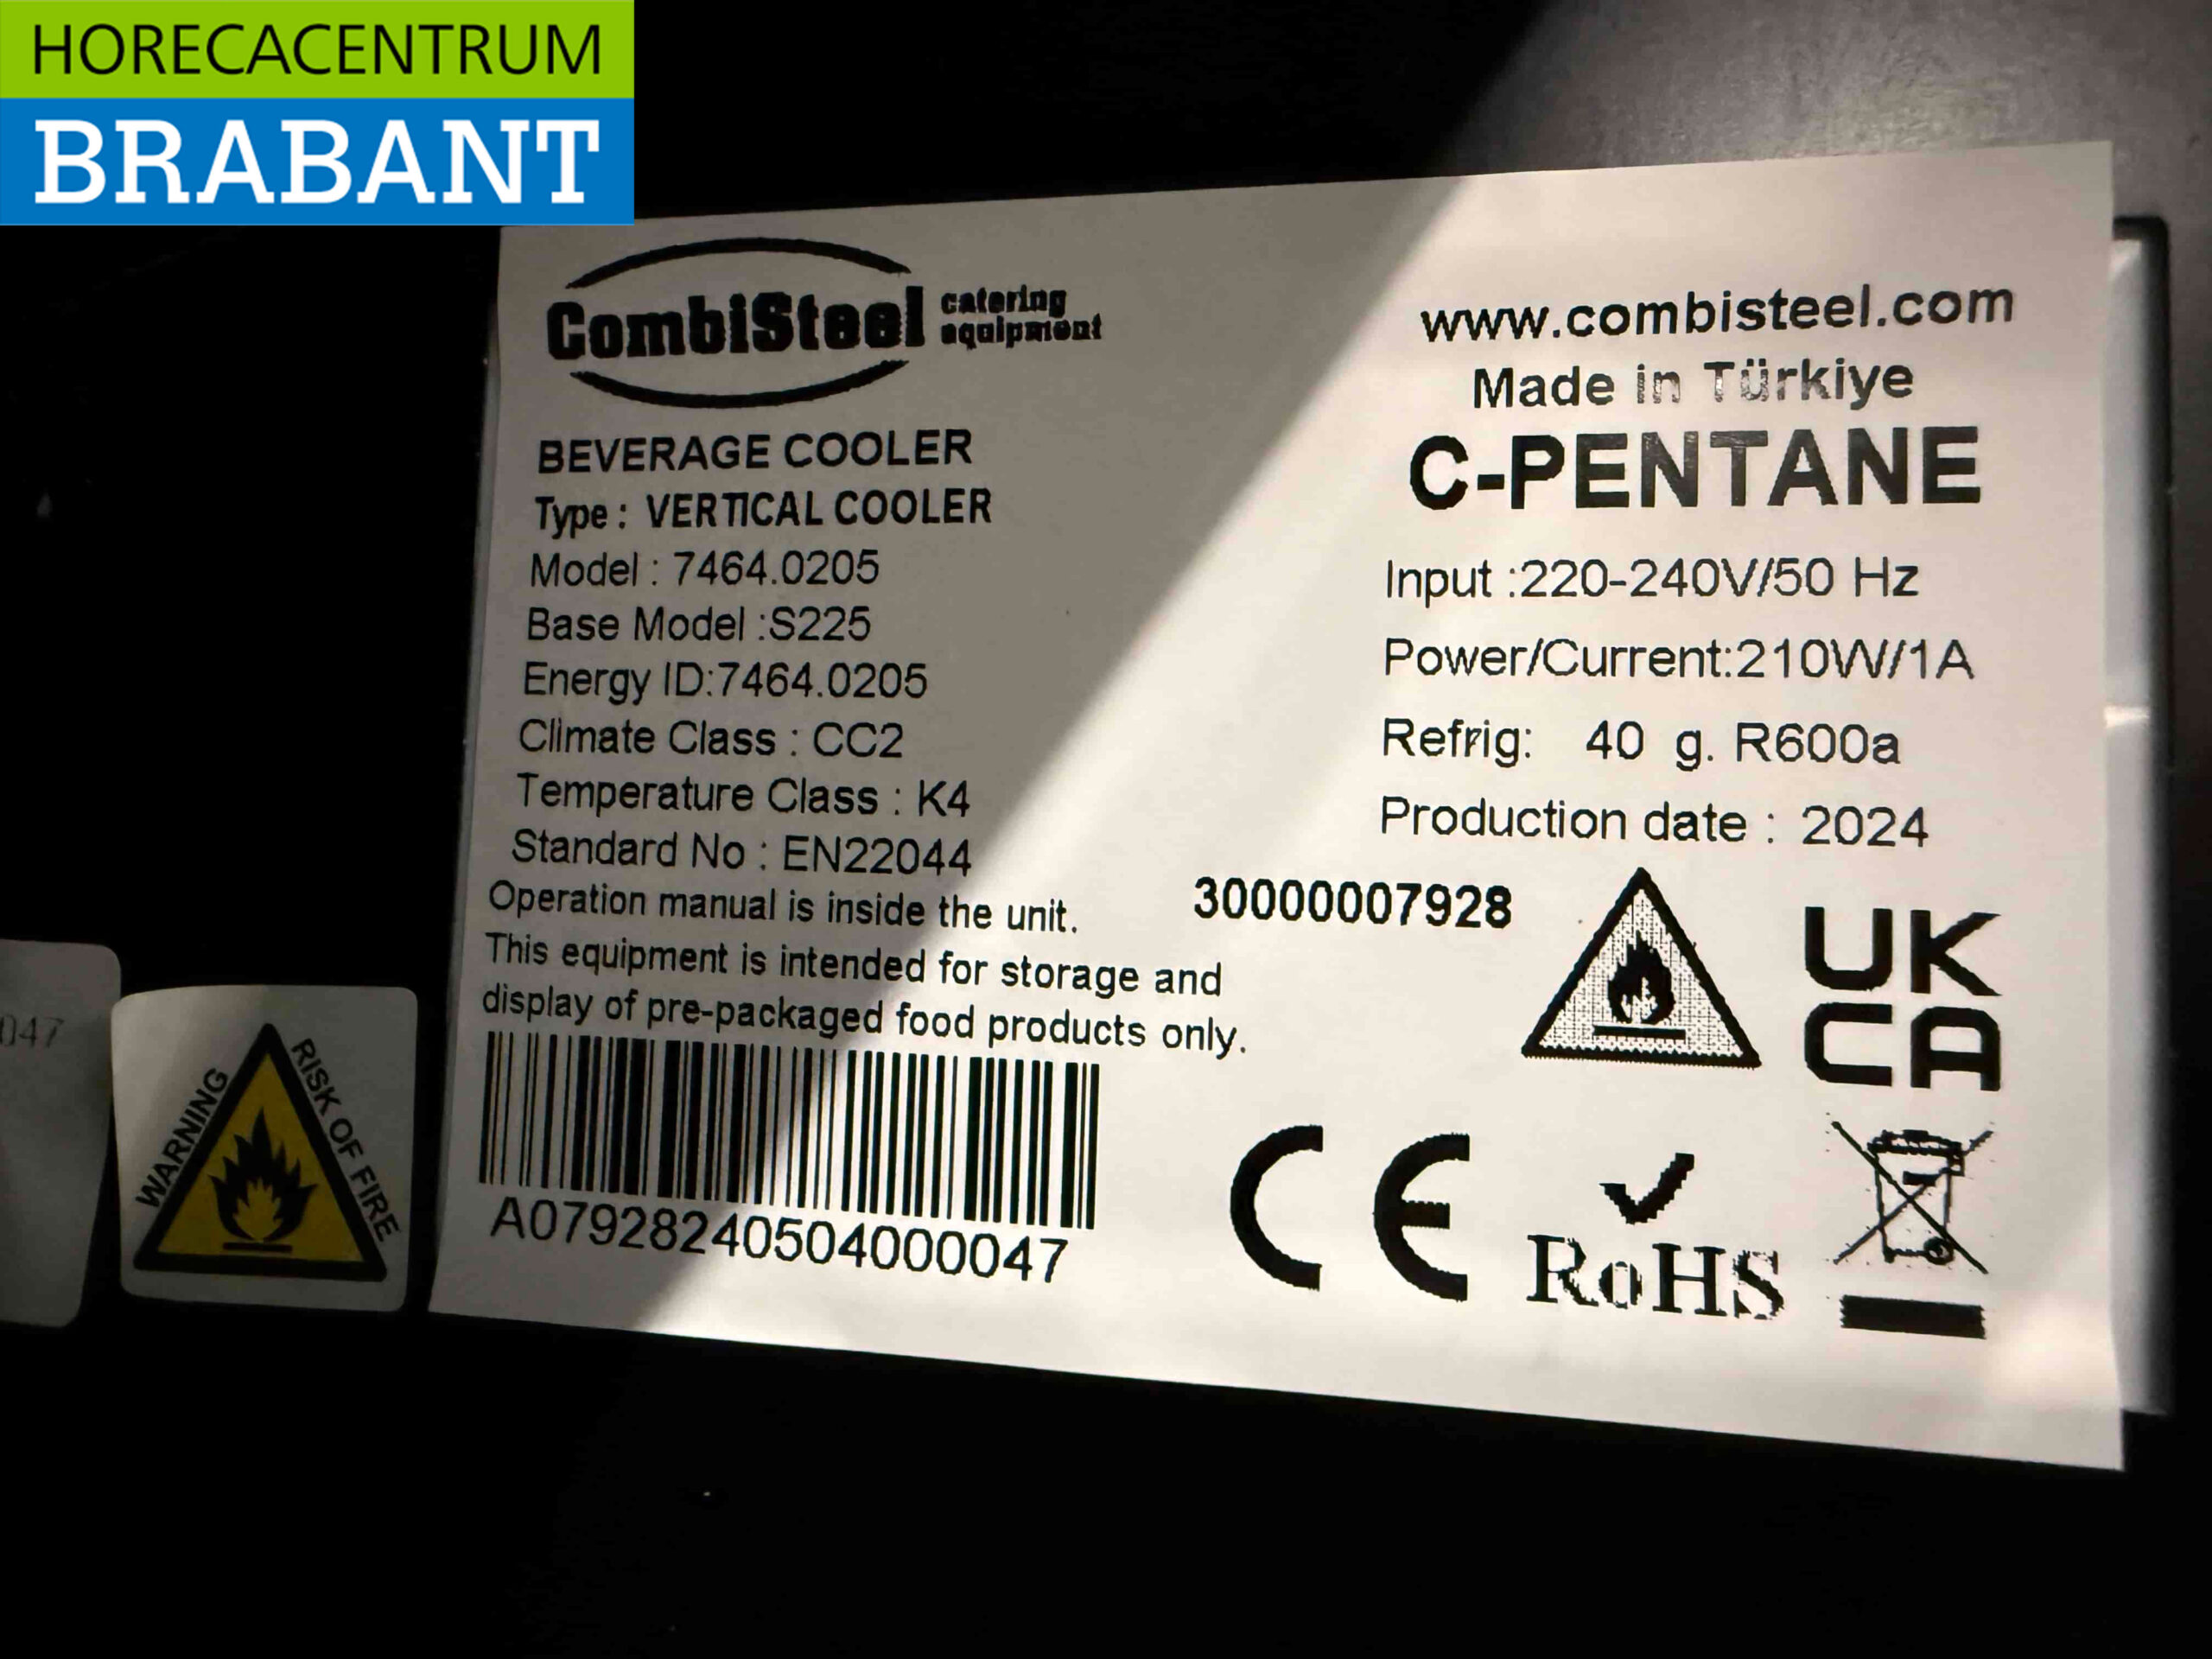 HORECACENTRUM
BRABANT
CombiSteel catering equipment
BEVERAGE COOLER
Type : VERTICAL COOLER
Model : 7464.0205
Base Model :S225
Energy ID:7464.0205
Climate Class : CC2
Temperature Class : K4
Standard No : EN22044
Operation manual is inside the unit.
This equipment is intended for storage and
display of pre-packaged food products only.
A07928240504000047
www.combisteel.com
Made in Türkiye
C-PENTANE
Input :220-240V/50 Hz
Power/Current:210W/1A
Refrig: 40 g. R600a
Production date : 2024
30000007928
UK
CA
CE
RoHS
WARNING
RISK OF FIRE
047